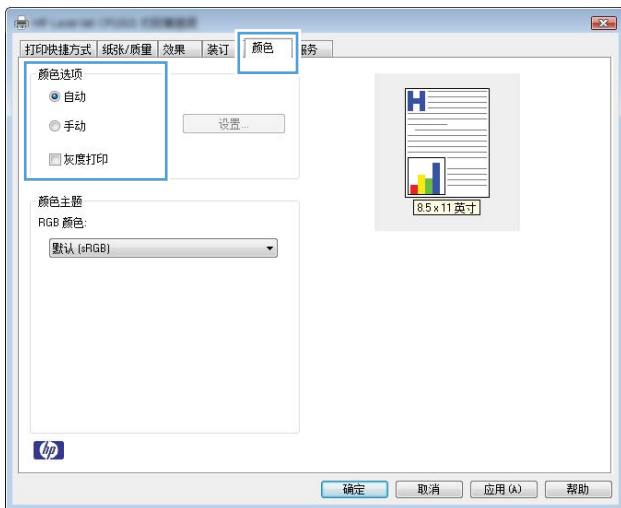 打印快捷方式 纸张/质量 效果 装订 颜色 服务
颜色选项
自动
手动
设置...
灰度打印
颜色主题
RGB 颜色:
默认 (sRGB)
H
8.5 x 11 英寸
hp
确定 取消 应用 (A) 帮助